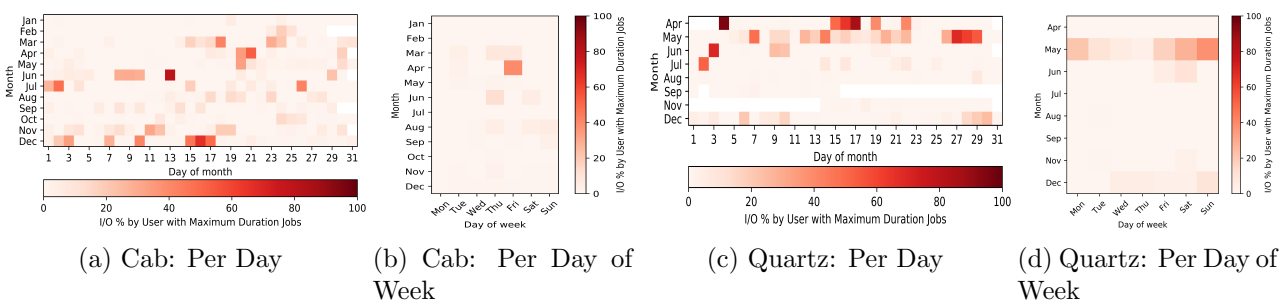 Jan
Feb
Mar
Apr
May
Jun
Jul
Aug
Sep
Oct
Nov
Dec
Month
1 3 5 7 9 11 13 15 17 19 21 23 25 27 29 31
Day of month
0 20 40 60 80 100
I/O % by User with Maximum Duration Jobs
(a) Cab: Per Day
Jan
Feb
Mar
Apr
May
Jun
Jul
Aug
Sep
Oct
Nov
Dec
Month
Mon Tue Wed Thu Fri Sat Sun
Day of week
100
80
60
40
20
0
I/O % by User with Maximum Duration Jobs
(b) Cab: Per Day of
Week
Apr
May
Jun
Jul
Aug
Sep
Nov
Dec
Month
1 3 5 7 9 11 13 15 17 19 21 23 25 27 29 31
Day of month
0 20 40 60 80 100
I/O % by User with Maximum Duration Jobs
(c) Quartz: Per Day
Apr
May
Jun
Jul
Aug
Sep
Nov
Dec
Month
Mon Tue Wed Thu Fri Sat Sun
Day of week
100
80
60
40
20
0
I/O % by User with Maximum Duration Jobs
(d) Quartz: Per Day of
Week